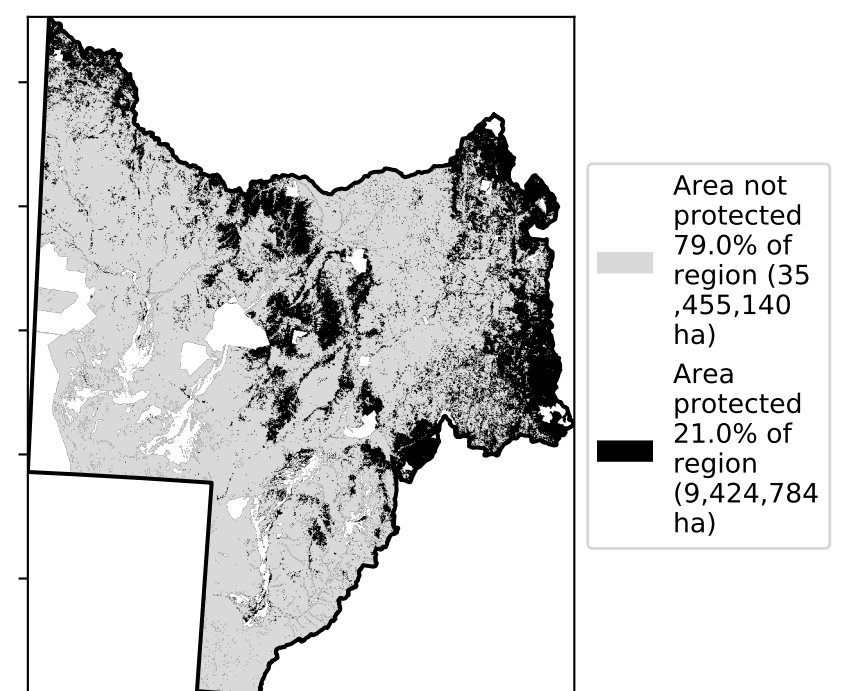 Area not
protected
79.0% of
region (35
,455,140
ha)
Area
protected
21.0% of
region
(9,424,784
ha)